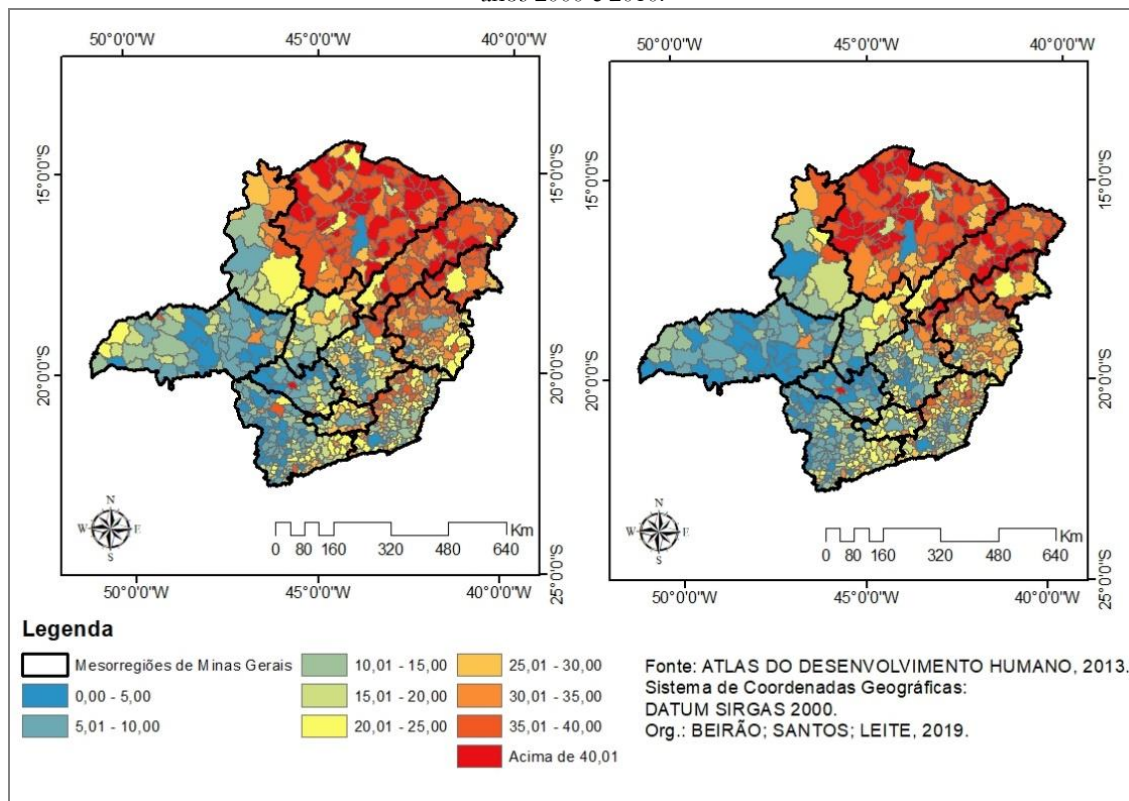 anos 2000 e 2010.
50°0'0"W 45°0'0"W 40°0'0"W
50°0'0"W 45°0'0"W 40°0'0"W
15°0'0"S
15°0'0"S
15°0'0"S
20°0'0"S
20°0'0"S
20°0'0"S
N
W E
S
0 80 160 320 480 640
Km
N
W E
S
0 80 160 320 480 640
Km
25°0'0"S
25°0'0"S
50°0'0"W 45°0'0"W 40°0'0"W
50°0'0"W 45°0'0"W 40°0'0"W
Legenda
Mesorregiões de Minas Gerais
0,00 - 5,00
5,01 - 10,00
10,01 - 15,00
15,01 - 20,00
20,01 - 25,00
25,01 - 30,00
30,01 - 35,00
35,01 - 40,00
Acima de 40,01
Fonte: ATLAS DO DESENVOLVIMENTO HUMANO, 2013.
Sistema de Coordenadas Geográficas:
DATUM SIRGAS 2000.
Org.: BEIRÃO; SANTOS; LEITE, 2019.